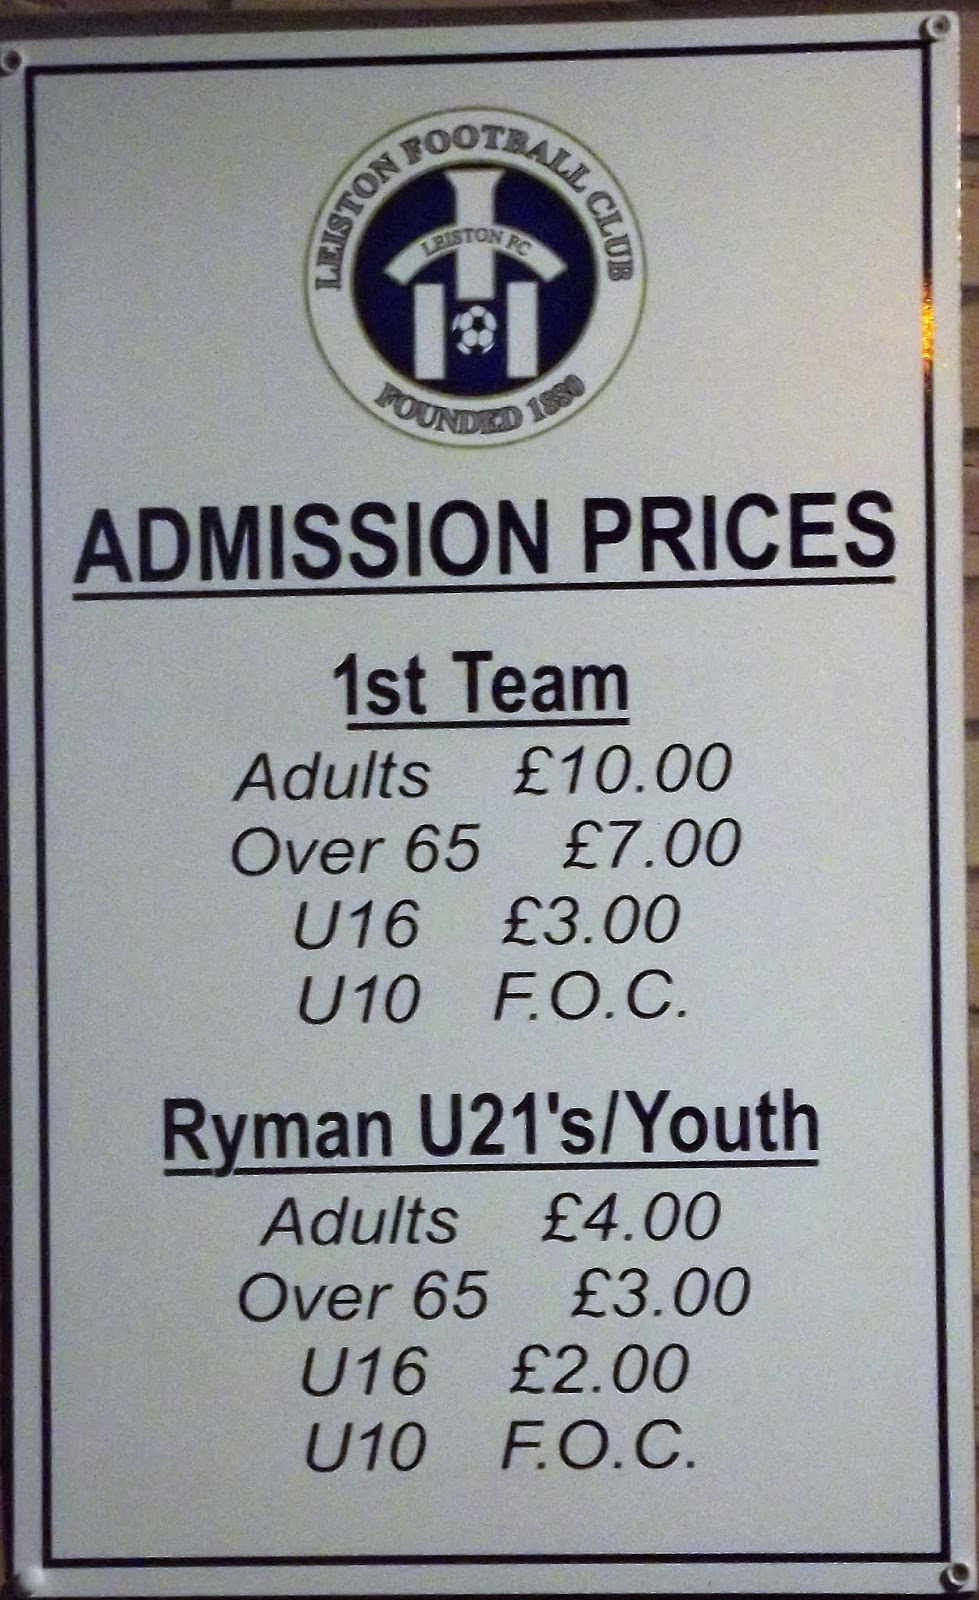 LEISTON FOOTBALL CLUB
LEISTON FC
FOUNDED 1880
ADMISSION PRICES
1st Team
Adults £10.00
Over 65 £7.00
U16 £3.00
U10 F.O.C.
Ryman U21's/Youth
Adults £4.00
Over 65 £3.00
U16 £2.00
U10 F.O.C.